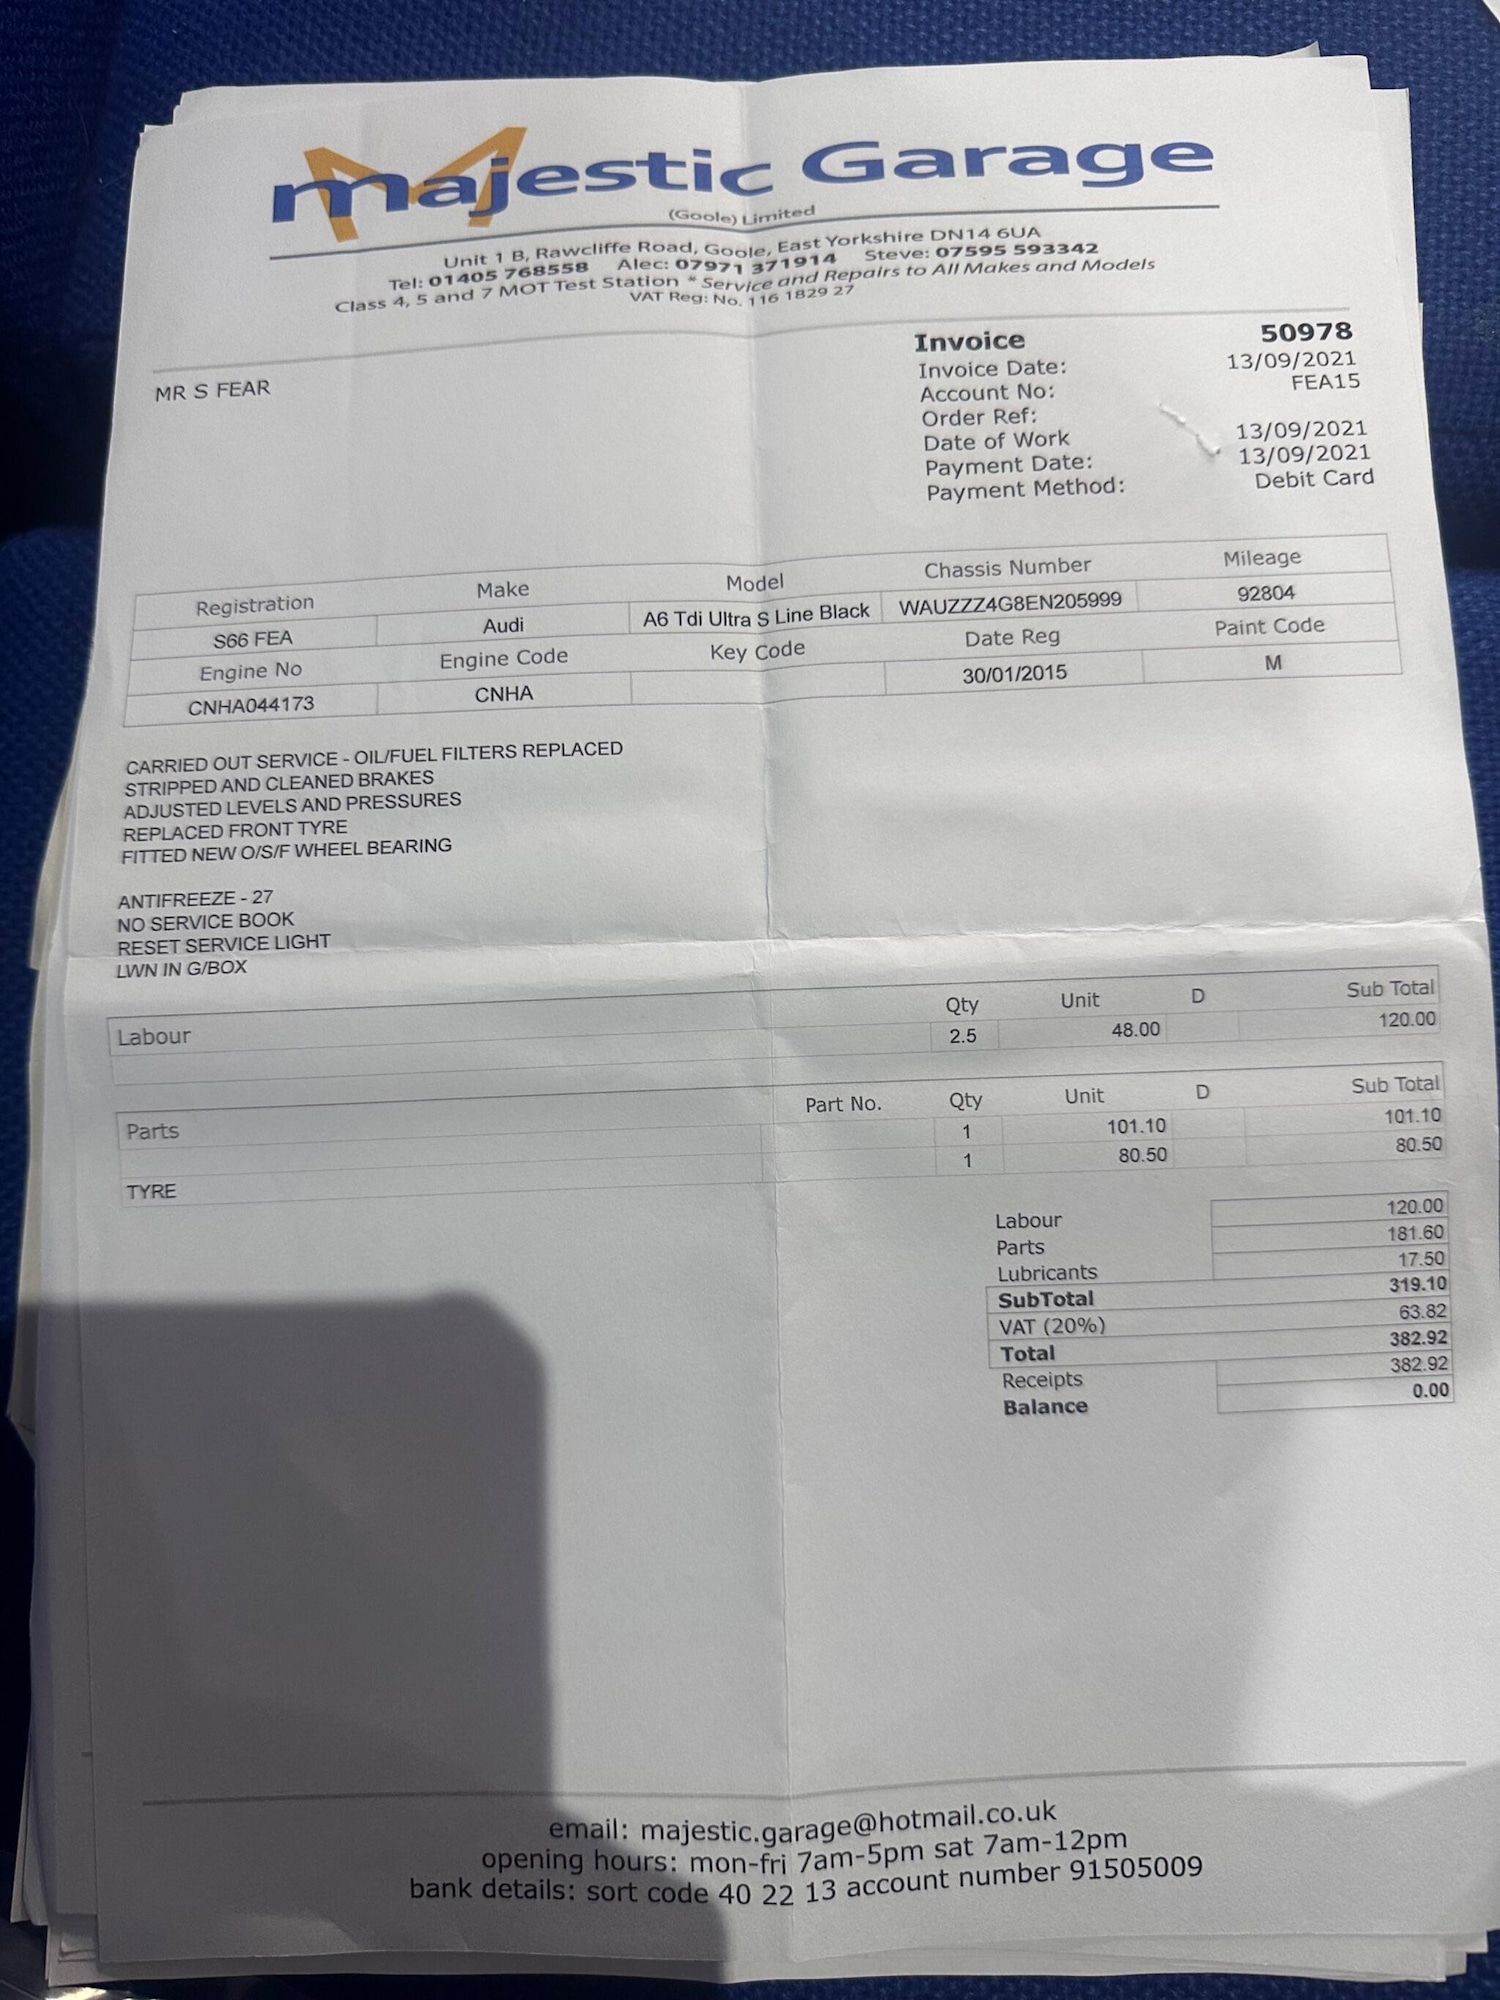 majestic Garage
(Goole) Limited
Unit 1 B, Rawcliffe Road, Goole, East Yorkshire DN14 6UA
Tel: 01405 768558 Alec: 07971 371914 Steve: 07595 593342
Class 4, 5 and 7 MOT Test Station * Service and Repairs to All Makes and Models
VAT Reg: No. 116 1829 27
MR S FEAR
Invoice 50978
Invoice Date: 13/09/2021
Account No: FEA15
Order Ref:
Date of Work 13/09/2021
Payment Date: 13/09/2021
Payment Method: Debit Card
Registration Make Model Chassis Number Mileage
S66 FEA Audi A6 Tdi Ultra S Line Black WAUZZZ4G8EN205999 92804
Engine No Engine Code Key Code Date Reg Paint Code
CNHA044173 CNHA 30/01/2015 M
CARRIED OUT SERVICE - OIL/FUEL FILTERS REPLACED
STRIPPED AND CLEANED BRAKES
ADJUSTED LEVELS AND PRESSURES
REPLACED FRONT TYRE
FITTED NEW O/S/F WHEEL BEARING
ANTIFREEZE - 27
NO SERVICE BOOK
RESET SERVICE LIGHT
LWN IN G/BOX
Labour Qty Unit D Sub Total
2.5 48.00 120.00
Parts Part No. Qty Unit D Sub Total
1 101.10 101.10
TYRE 1 80.50 80.50
Labour 120.00
Parts 181.60
Lubricants 17.50
SubTotal 319.10
VAT (20%) 63.82
Total 382.92
Receipts 382.92
Balance 0.00
email: majestic.garage@hotmail.co.uk
opening hours: mon-fri 7am-5pm sat 7am-12pm
bank details: sort code 40 22 13 account number 91505009